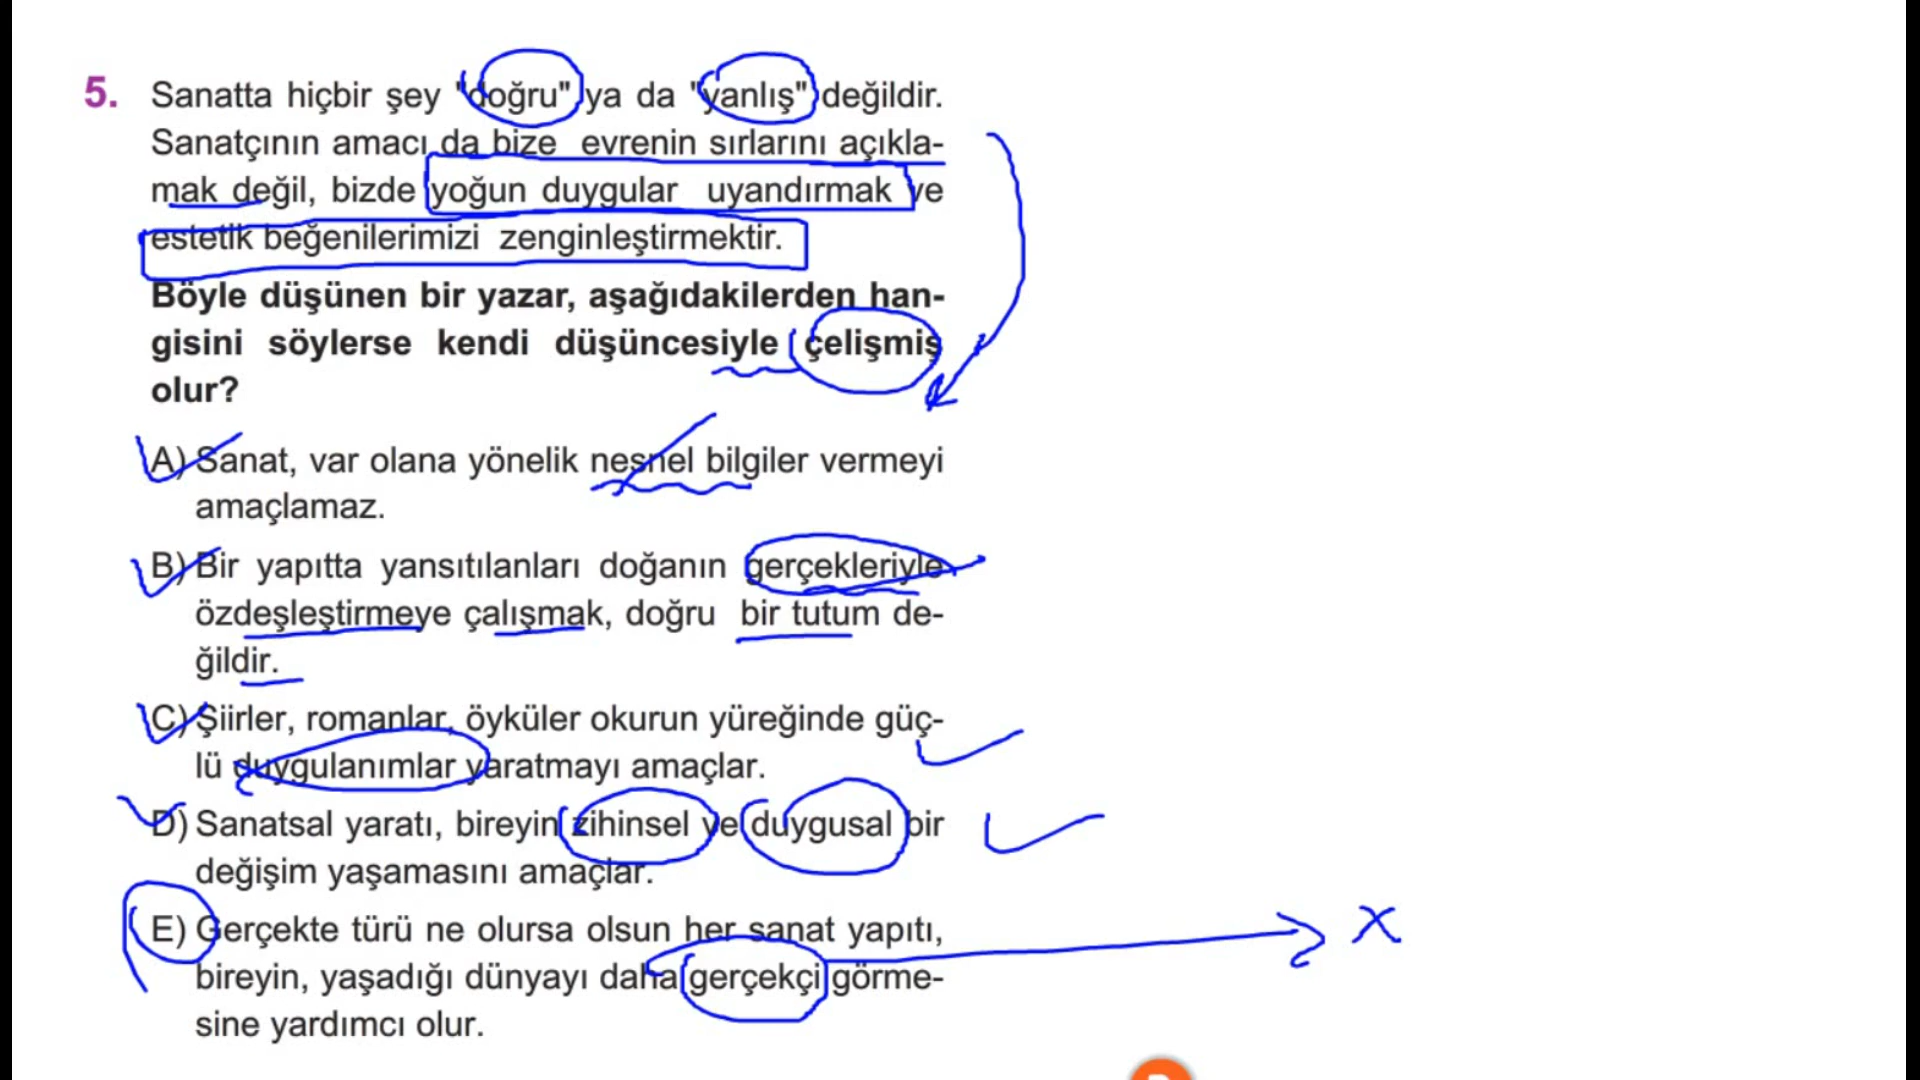 5. Sanatta hiçbir şey "doğru" ya da "yanlış" değildir.
Sanatçının amacı da bize evrenin sırlarını açıkla-
mak değil, bizde yoğun duygular uyandırmak ve
estetik beğenilerimizi zenginleştirmektir.
Böyle düşünen bir yazar, aşağıdakilerden han-
gisini söylerse kendi düşüncesiyle çelişmiş
olur?
A) Sanat, var olana yönelik nesnel bilgiler vermeyi
amaçlamaz.
B) Bir yapıtta yansıtılanları doğanın gerçekleriyle
özdeşleştirmeye çalışmak, doğru bir tutum de-
ğildir.
C) Şiirler, romanlar, öyküler okurun yüreğinde güç-
lü duygulanımlar yaratmayı amaçlar.
D) Sanatsal yaratı, bireyin zihinsel ve duygusal bir
değişim yaşamasını amaçlar.
E) Gerçekte türü ne olursa olsun her sanat yapıtı,
bireyin, yaşadığı dünyayı daha gerçekçi görme-
sine yardımcı olur.
x